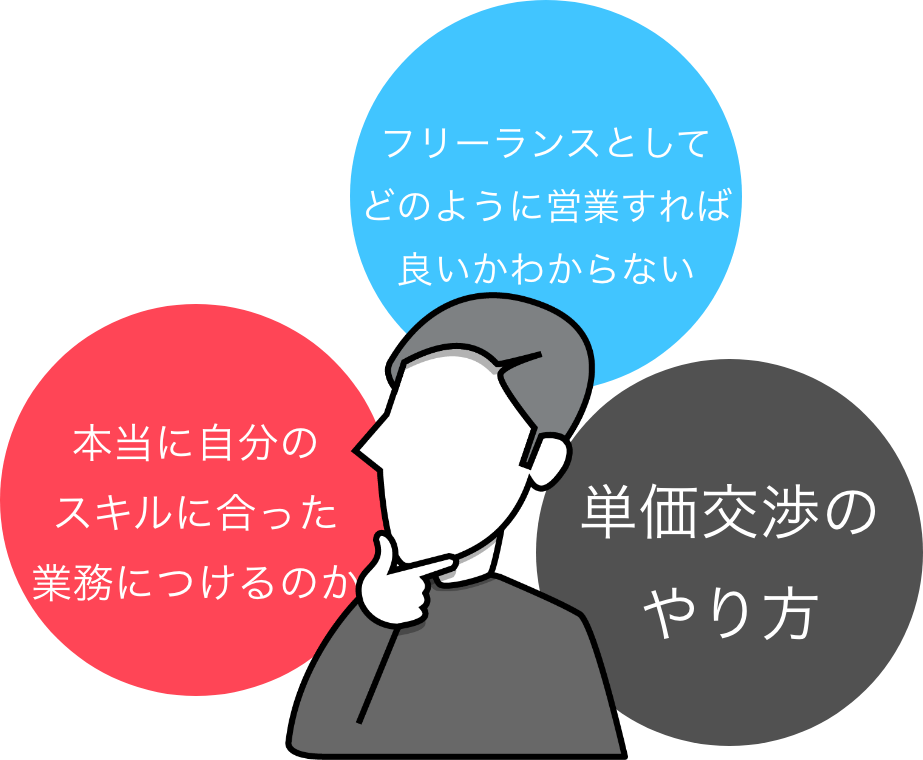 フリーランスとして
どのように営業すれば
良いかわからない
本当に自分の
スキルに合った
業務につけるのか
単価交渉の
やり方